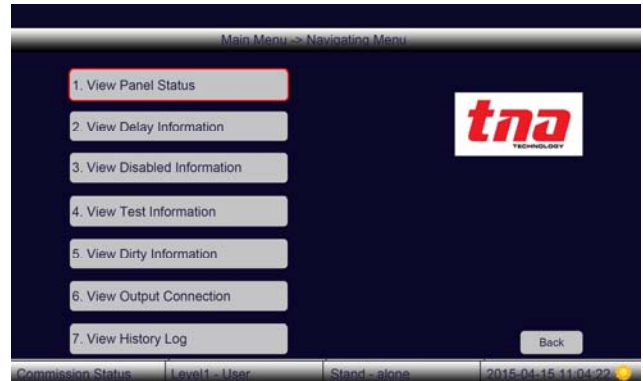 Main Menu -> Navigating Menu
1. View Panel Status
2. View Delay Information
3. View Disabled Information
4. View Test Information
5. View Dirty Information
6. View Output Connection
7. View History Log
tna
TECHNOLOGY
Back
Commission Status
Level1 - User
Stand - alone
2015-04-15 11:04:22